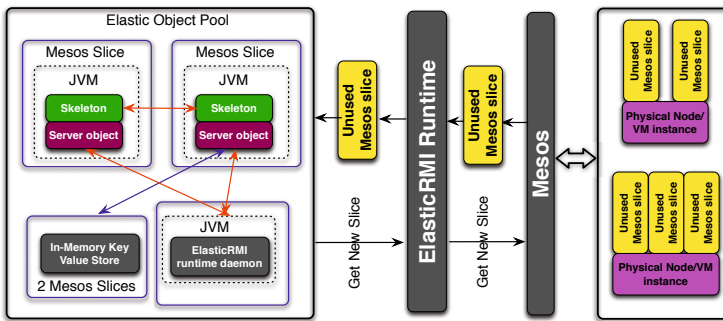 Elastic Object Pool
Mesos Slice
JVM
Skeleton
Server object
Mesos Slice
JVM
Skeleton
Server object
In-Memory Key
Value Store
2 Mesos Slices
JVM
ElasticRMI
runtime daemon
Unused
Mesos slice
Get New Slice
ElasticRMI Runtime
Unused
Mesos slice
Get New Slice
Mesos
Unused
Mesos slice
Unused
Mesos slice
Physical Node/
VM instance
Unused
Mesos slice
Unused
Mesos slice
Unused
Mesos slice
Physical Node/VM
instance